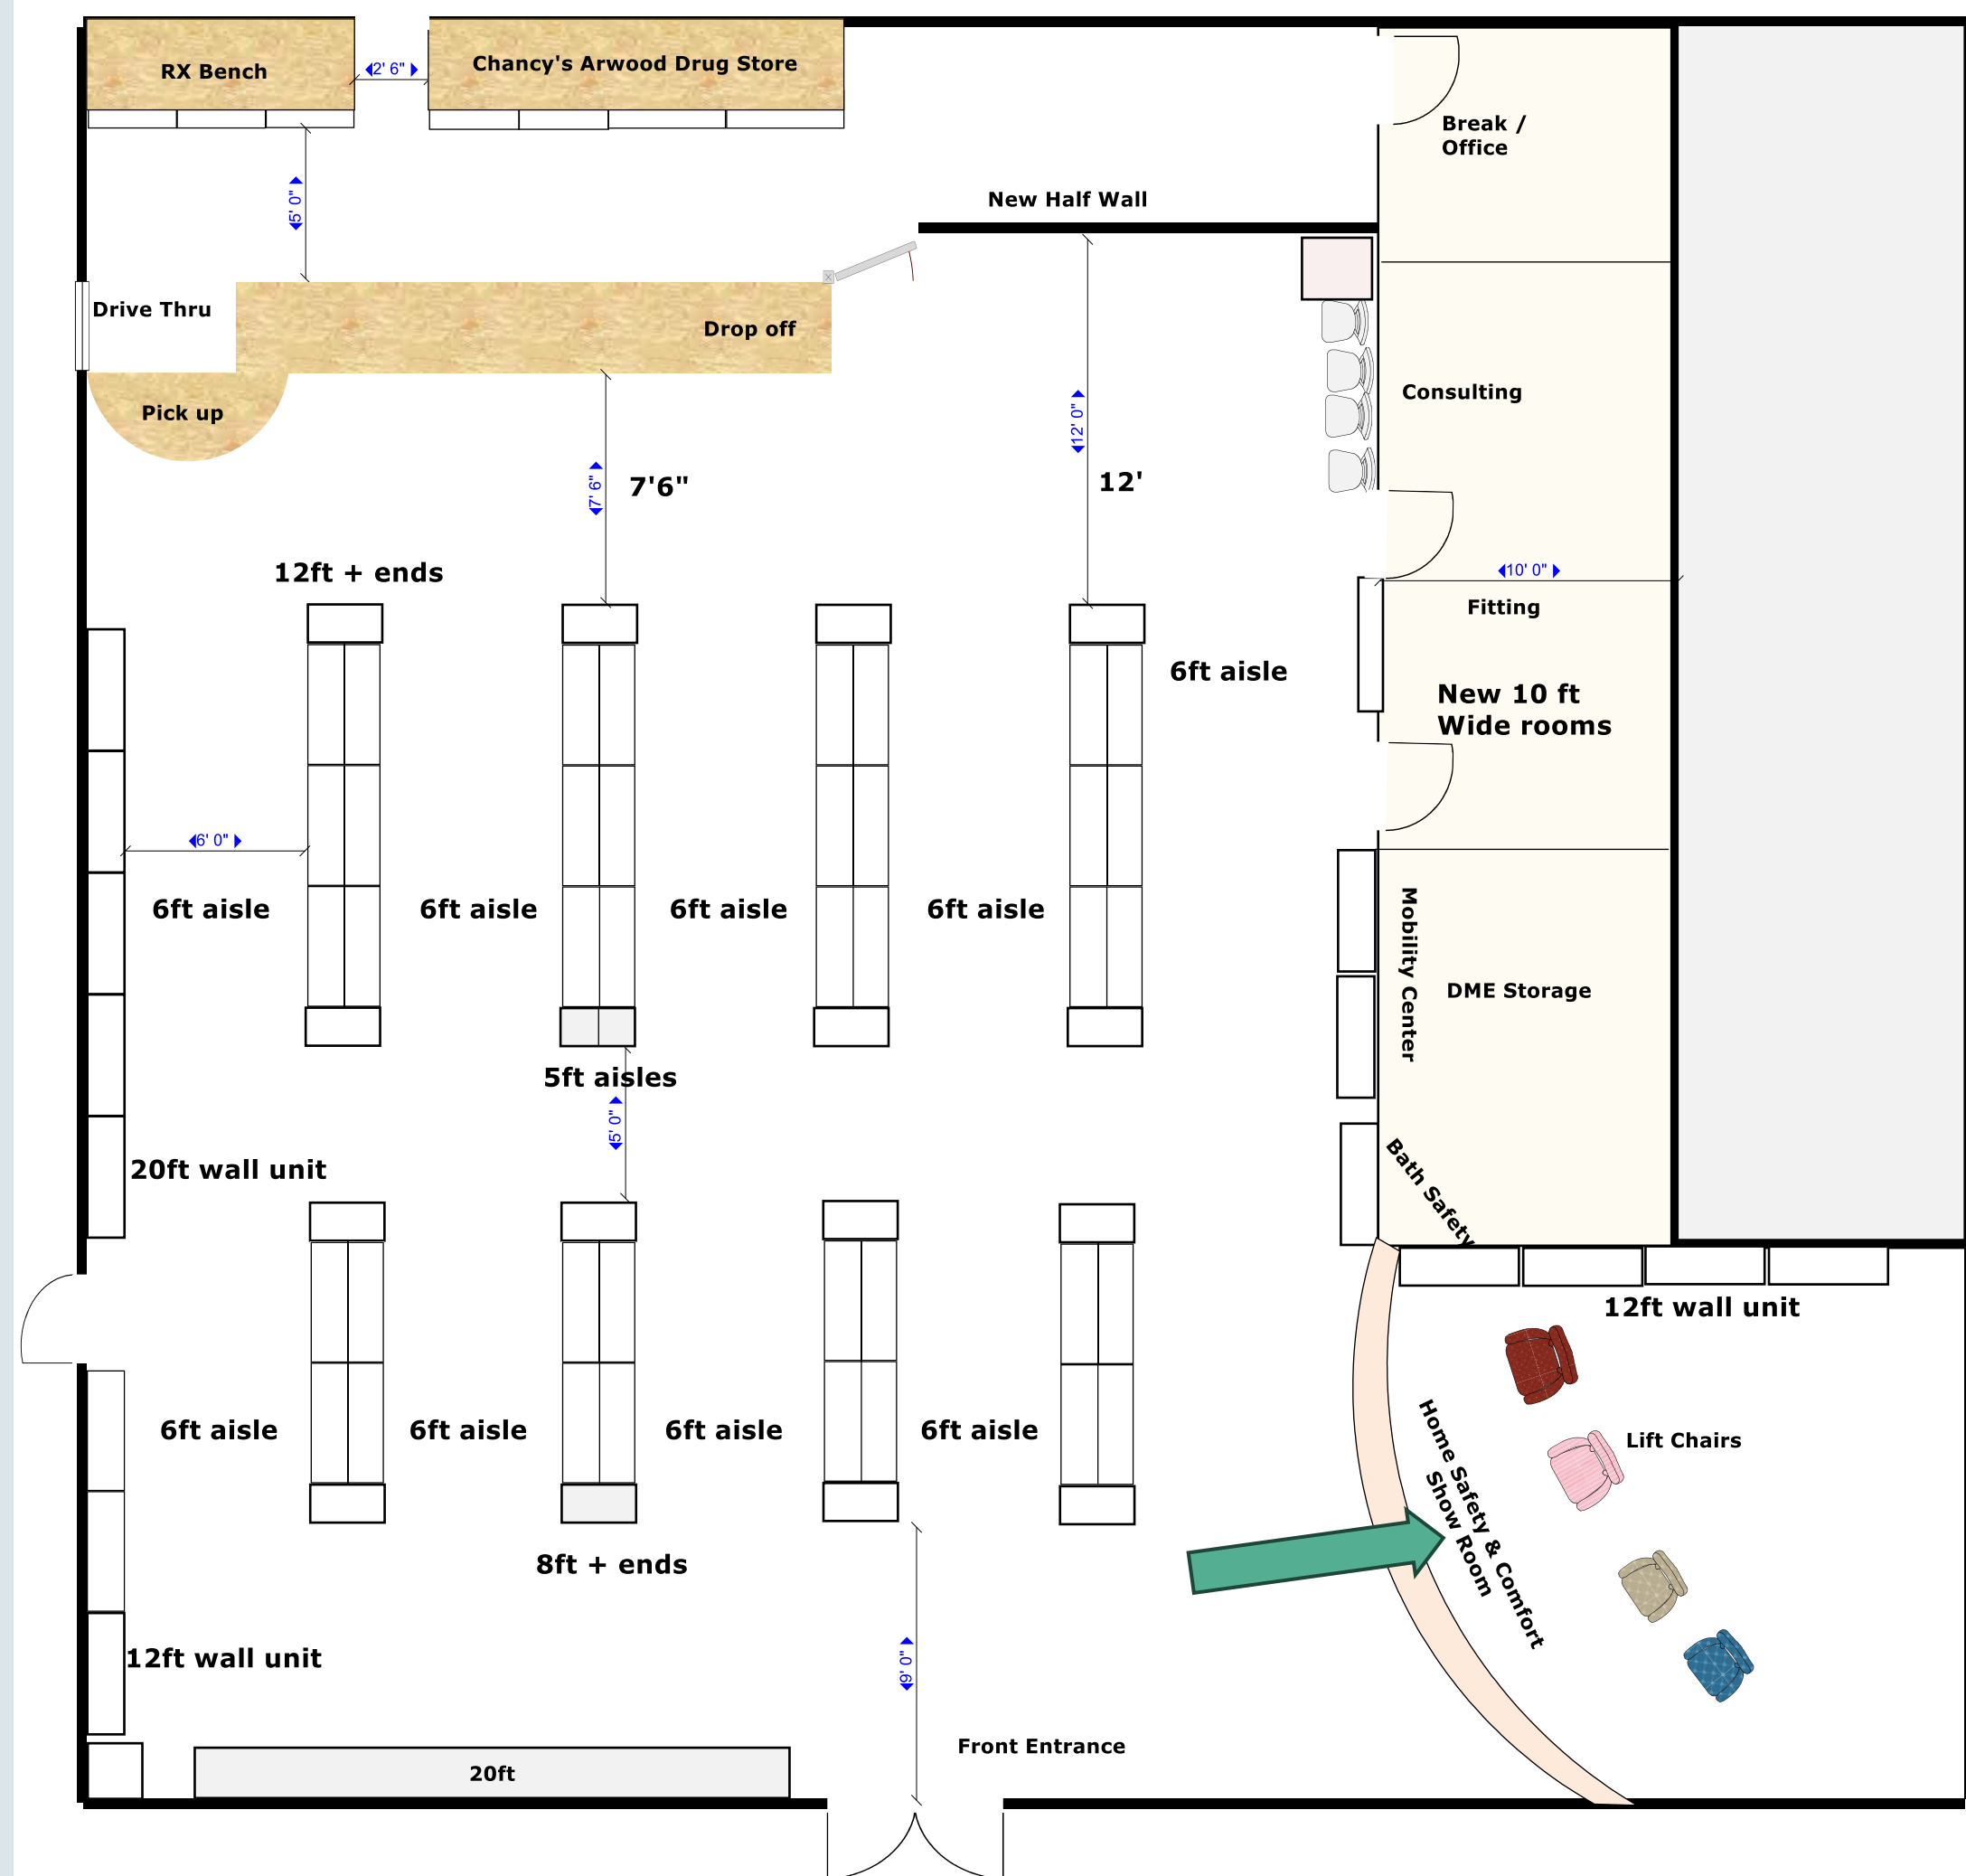 RX Bench
2' 6"
Chancy's Arwood Drug Store
Break /
Office
5' 0"
New Half Wall
Drive Thru
Drop off
Pick up
Consulting
12' 0"
12'
7' 6"
7'6"
12ft + ends
10' 0"
Fitting
6ft aisle
New 10 ft
Wide rooms
6' 0"
6ft aisle
6ft aisle
6ft aisle
6ft aisle
Mobility Center
DME Storage
5ft aisles
5' 0"
20ft wall unit
Bath Safety
12ft wall unit
6ft aisle
6ft aisle
6ft aisle
6ft aisle
Lift Chairs
Home Safety & Comfort
Show Room
8ft + ends
12ft wall unit
9' 0"
Front Entrance
20ft